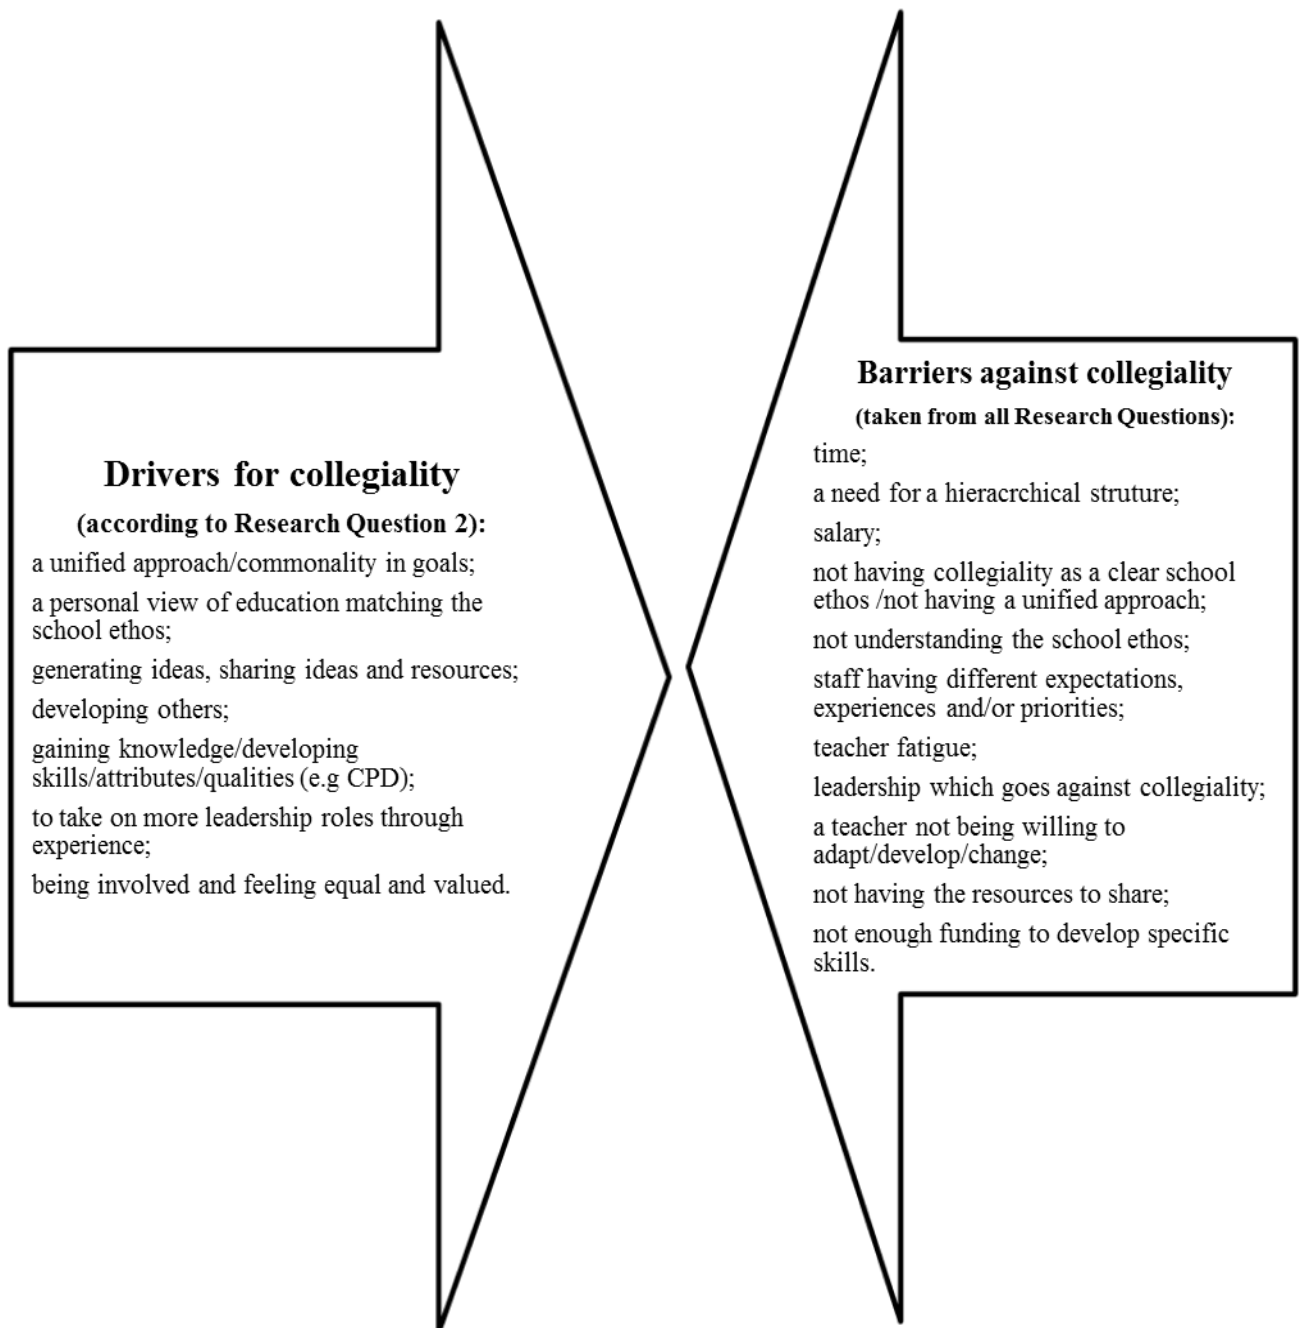 Drivers for collegiality
(according to Research Question 2):
a unified approach/commonality in goals;
a personal view of education matching the
school ethos;
generating ideas, sharing ideas and resources;
developing others;
gaining knowledge/developing
skills/attributes/qualities (e.g CPD);
to take on more leadership roles through
experience;
being involved and feeling equal and valued.
Barriers against collegiality
(taken from all Research Questions):
time;
a need for a hieracrchical struture;
salary;
not having collegiality as a clear school
ethos /not having a unified approach;
not understanding the school ethos;
staff having different expectations,
experiences and/or priorities;
teacher fatigue;
leadership which goes against collegiality;
a teacher not being willing to
adapt/develop/change;
not having the resources to share;
not enough funding to develop specific
skills.